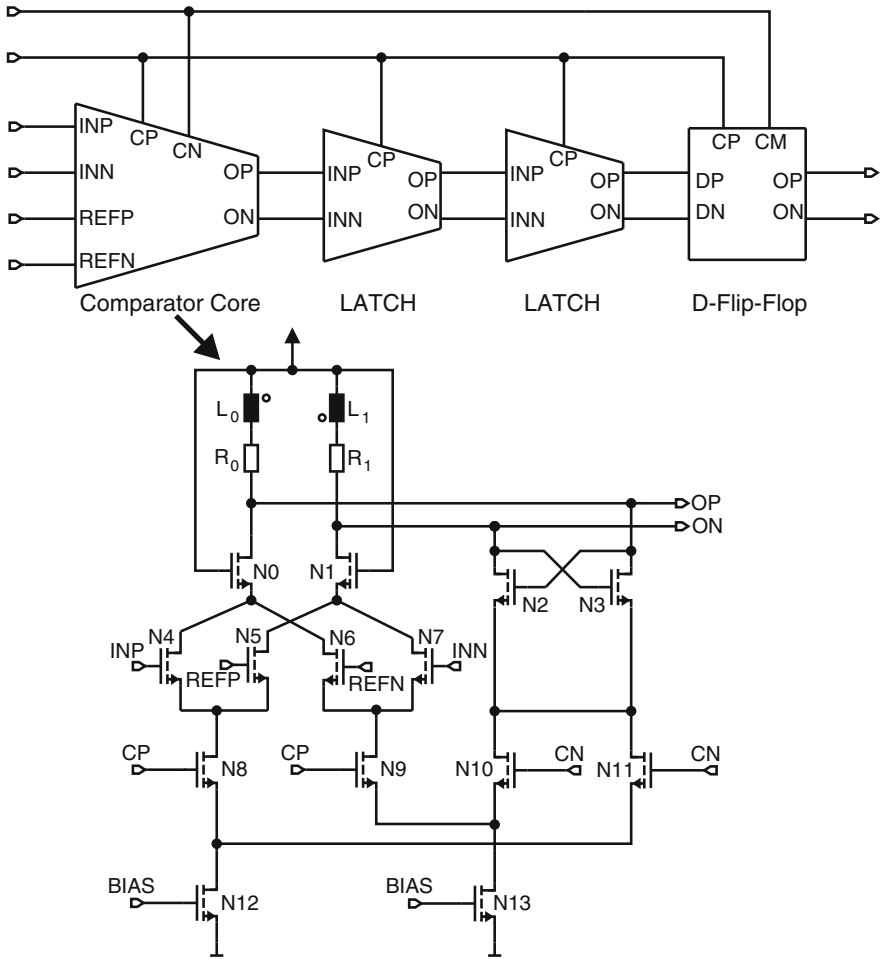 CP CN CP CP CP CM
INP INP INP DP
INN OP OP OP OP
REFP ON INN ON INN ON DN ON
REFN
Comparator Core LATCH LATCH D-Flip-Flop
L0 L1
R0 R1
OP
ON
N0 N1 N2 N3
N4 N5 N6 N7
INP REFP REFN INN
CP CP CN CN
N8 N9 N10 N11
BIAS BIAS
N12 N13